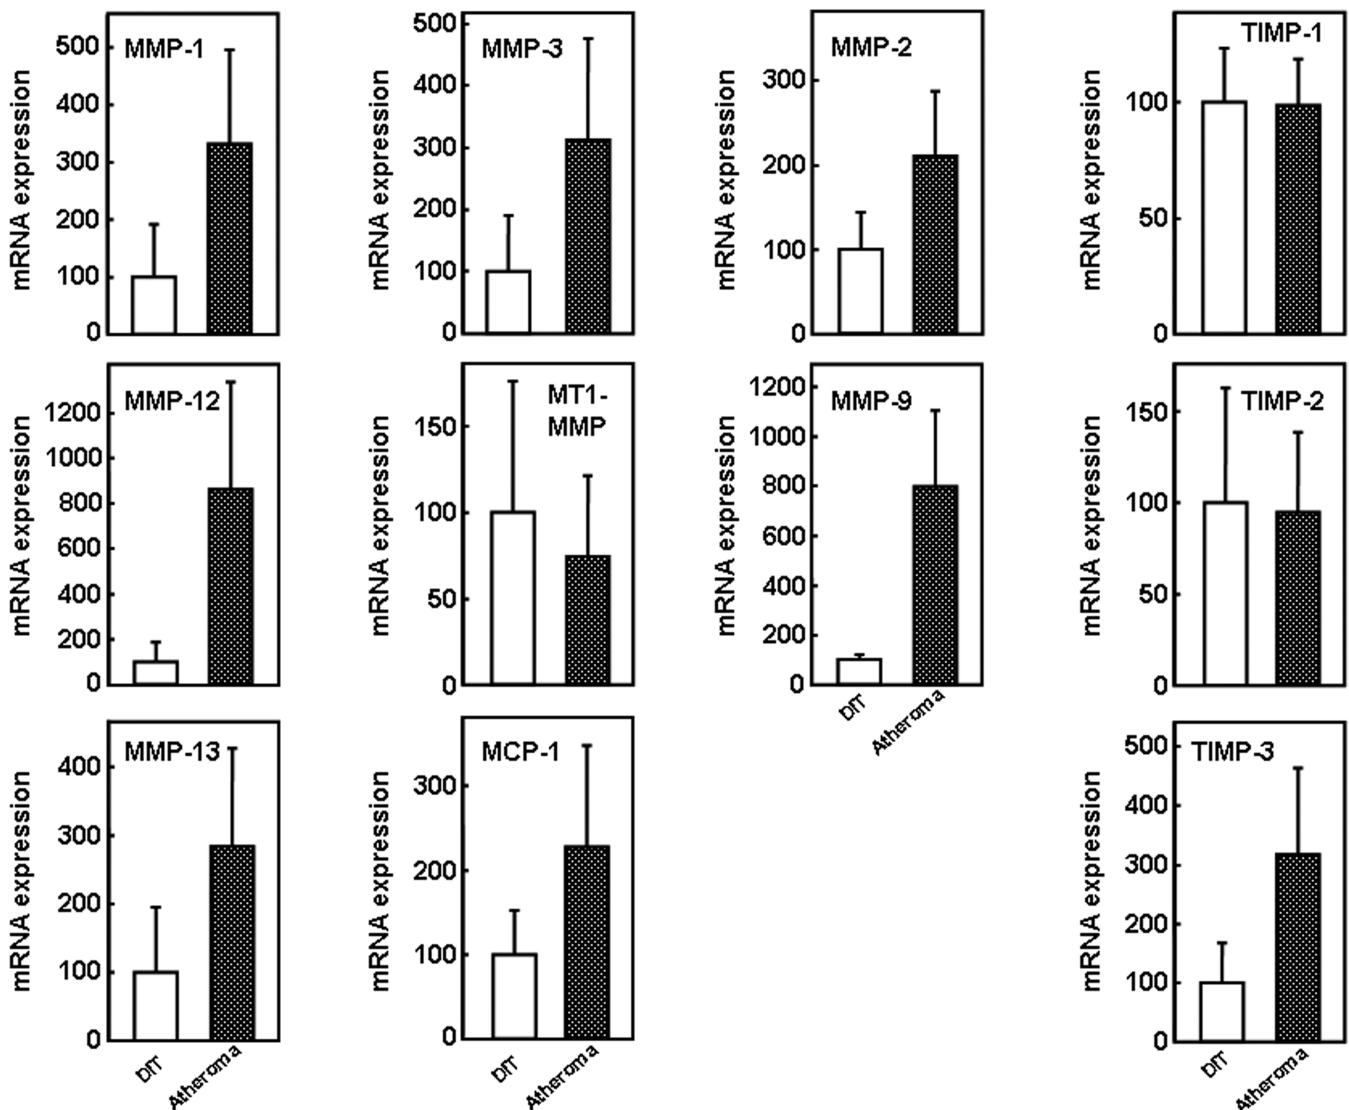 mRNA expression
500
400
300
200
100
0
MMP-1
mRNA expression
500
400
300
200
100
0
MMP-3
mRNA expression
300
200
100
0
MMP-2
mRNA expression
100
50
0
TIMP-1
mRNA expression
1200
1000
800
600
400
200
0
MMP-12
mRNA expression
150
100
50
0
MT1-
MMP
mRNA expression
1200
1000
800
600
400
200
0
MMP-9
DIT
Atheroma
mRNA expression
150
100
50
0
TIMP-2
mRNA expression
400
300
200
100
0
MMP-13
DIT
Atheroma
mRNA expression
300
200
100
0
MCP-1
DIT
Atheroma
mRNA expression
500
400
300
200
100
0
TIMP-3
DIT
Atheroma